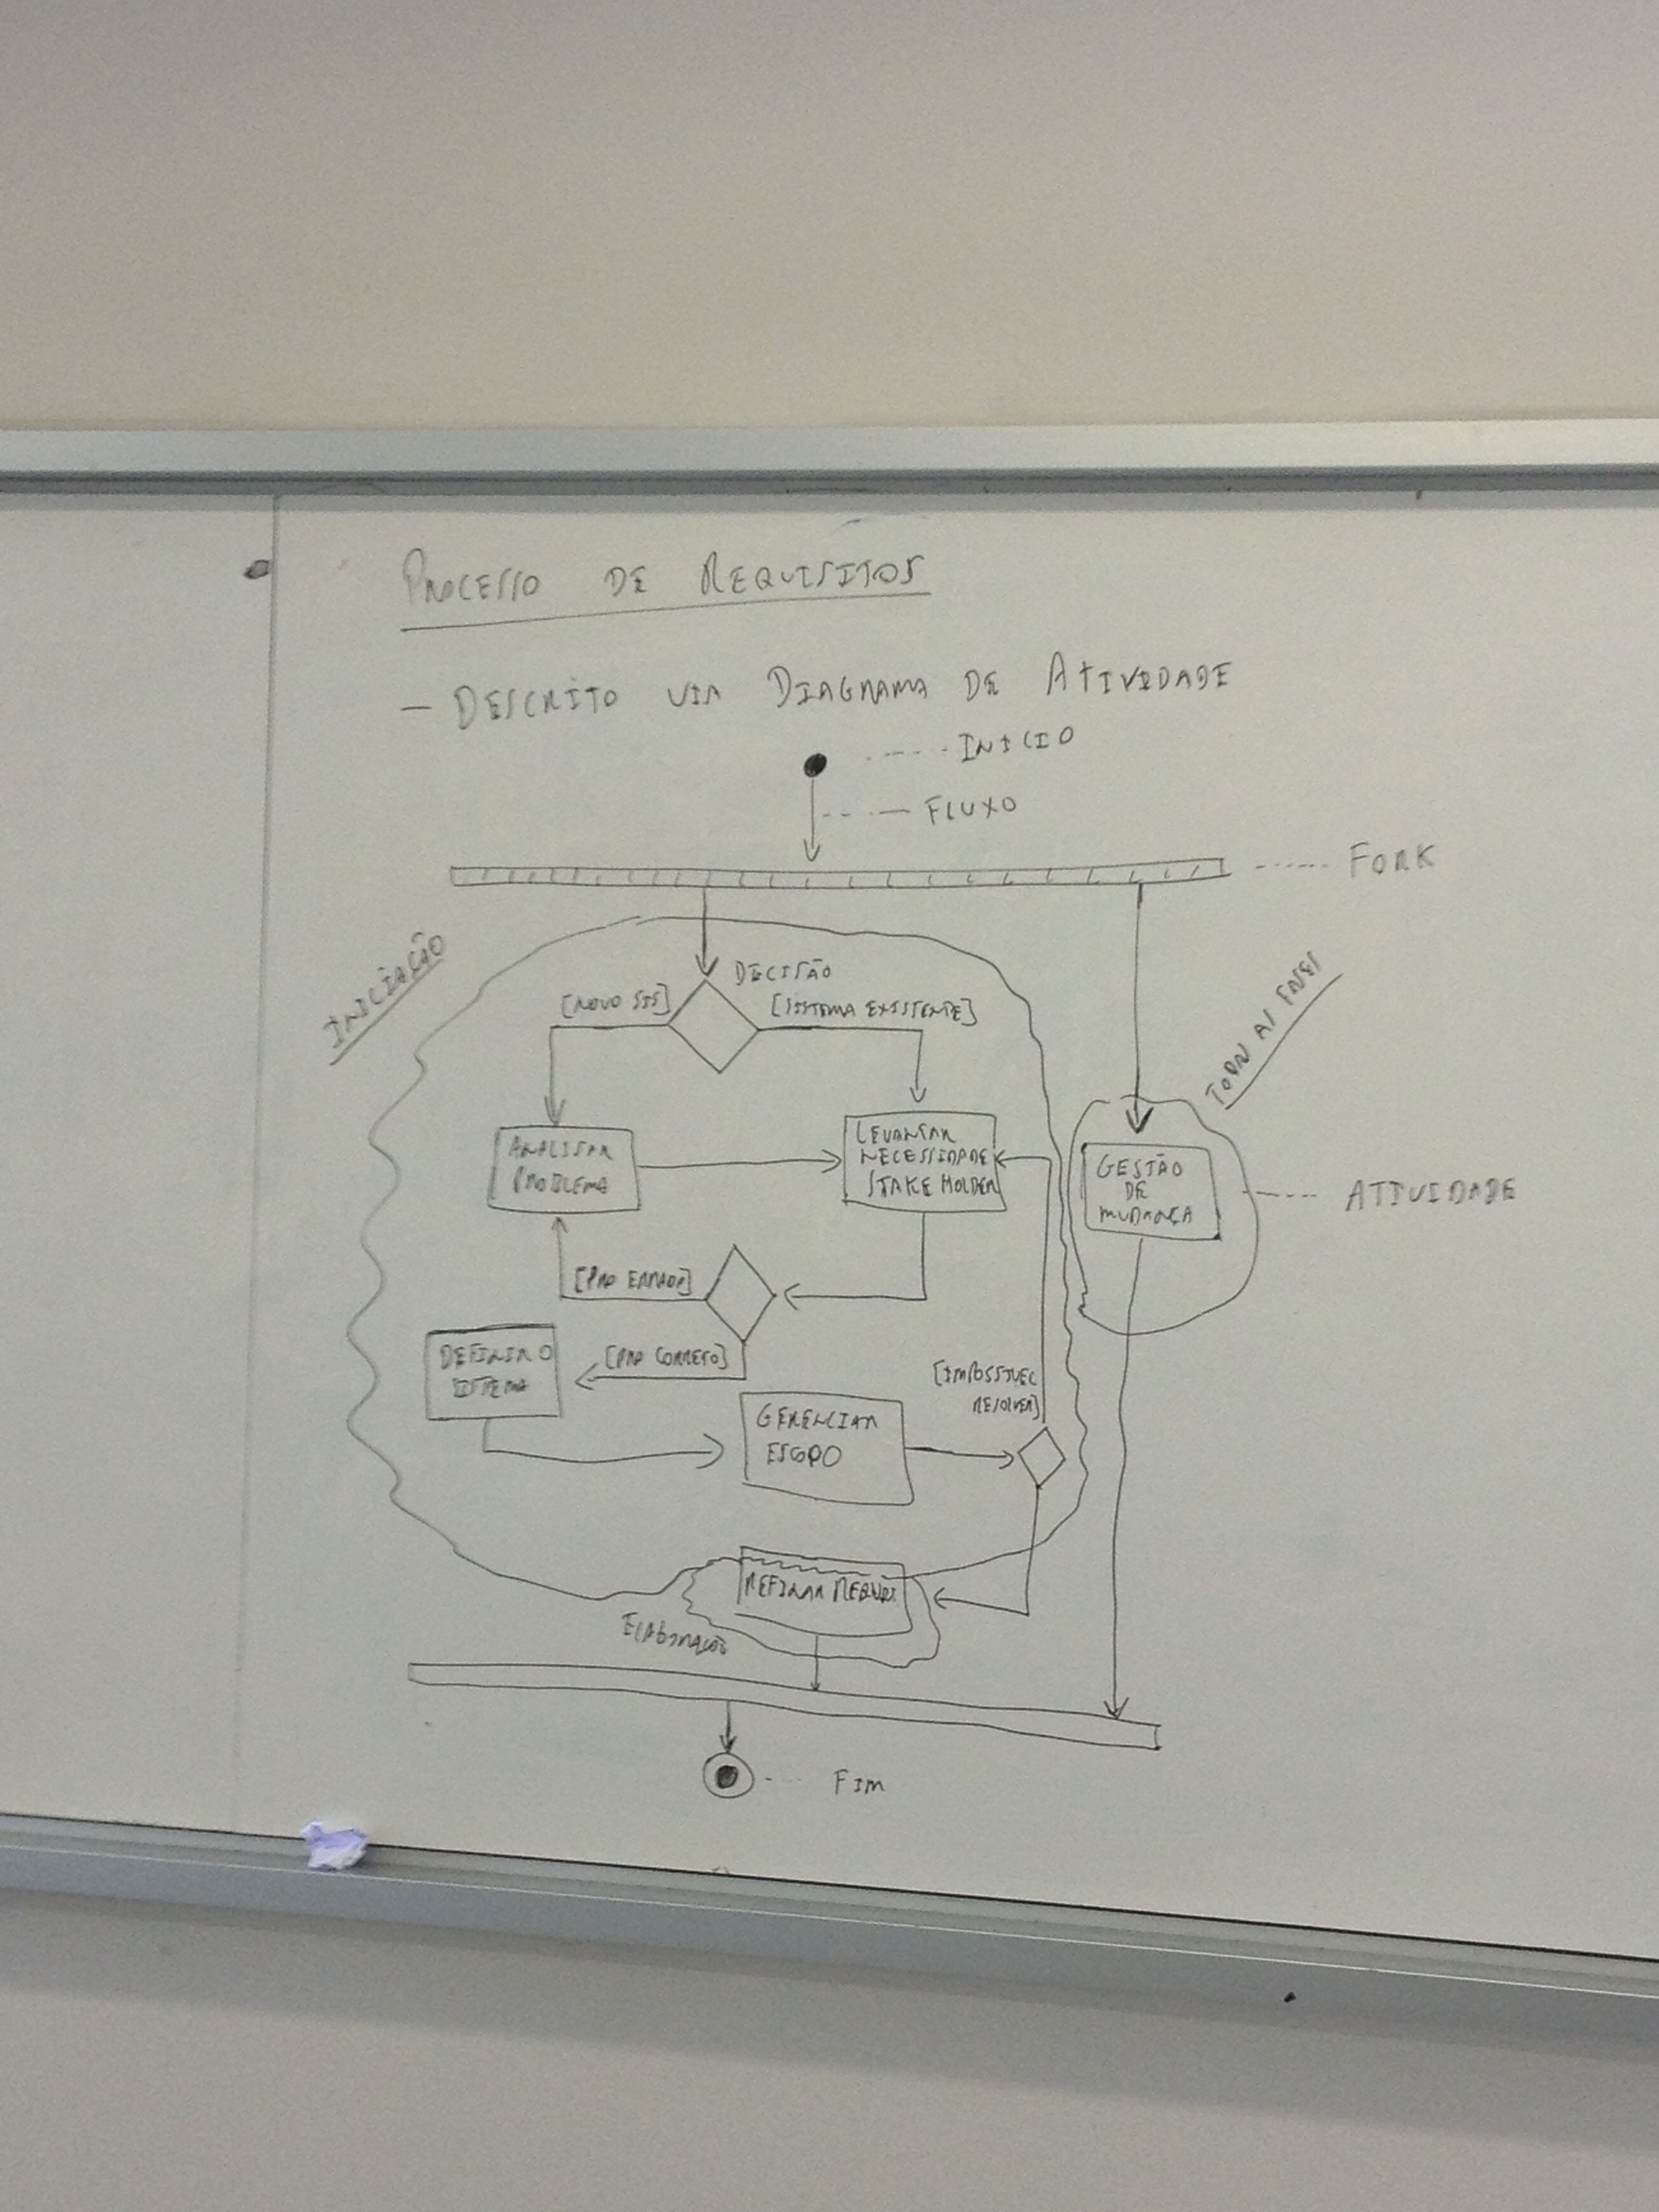 PROCESSO DE REQUISITOS
- DESCRITO VIA DIAGRAMA DE ATIVIDADE
INICIO
FLUXO
FORK
INICIAÇÃO
DECISÃO
[NOVO SIS]
[SISTEMA EXISTENTE]
TODAS AS FASES
ANALISAR
PROBLEMA
LEVANTAR
NECESSIDADE
STAKE HOLDER
GESTÃO
DE
MUDANÇA
ATIVIDADE
[PRO ERRADO]
[PRO CORRETO]
DEFINIR O
SISTEMA
[IMPOSSIVEL
RESOLVER]
GERENCIAR
ESCOPO
REFINAR
ELABORAÇÃO
FIM